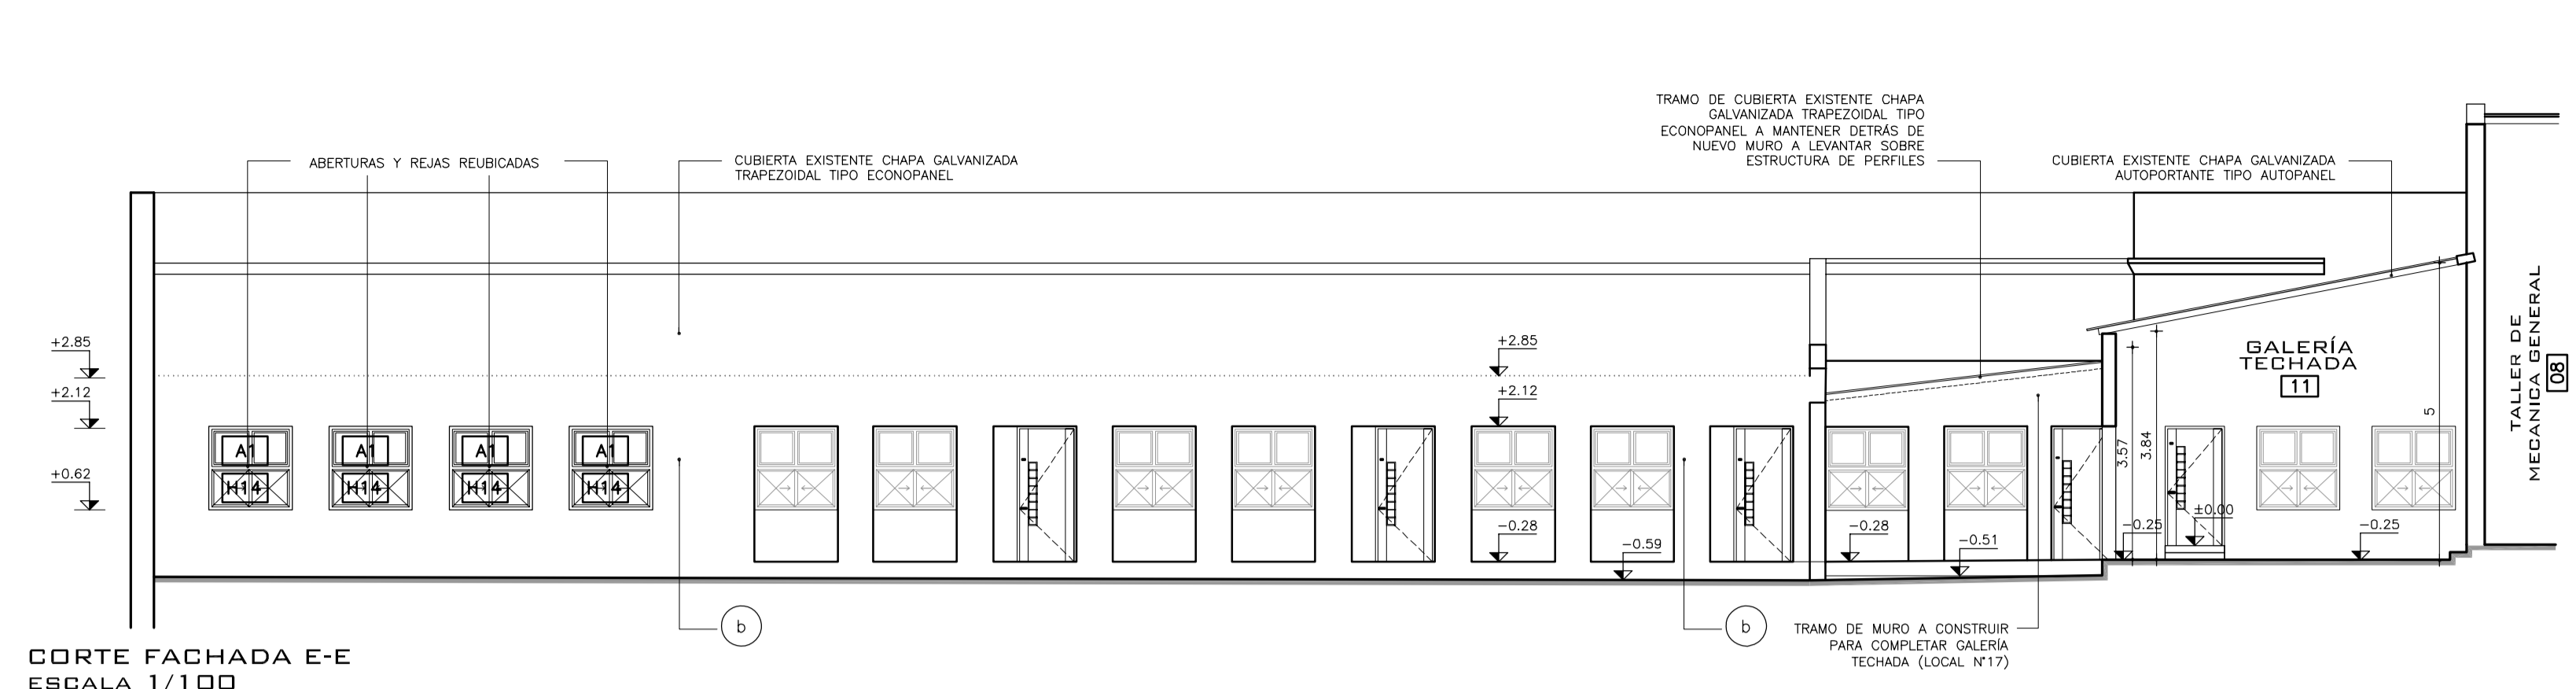 TRAMO DE CUBIERTA EXISTENTE CHAPA
GALVANIZADA TRAPEZOIDAL TIPO
ECONOPANEL A MANTENER DETRÁS DE
NUEVO MURO A LEVANTAR SOBRE
ESTRUCTURA DE PERFILES
ABERTURAS Y REJAS REUBICADAS
CUBIERTA EXISTENTE CHAPA GALVANIZADA
TRAPEZOIDAL TIPO ECONOPANEL
CUBIERTA EXISTENTE CHAPA GALVANIZADA
AUTOPORTANTE TIPO AUTOPANEL
+2.85
+2.12
+0.62
+2.85
+2.12
A1
A1
A1
A1
H14
H14
H14
H14
-0.28
-0.59
-0.28
-0.51
-0.25
±0.00
-0.25
3.57
3.84
5
GALERÍA
TECHADA
11
TALLER DE
MECANICA GENERAL
08
b
b
TRAMO DE MURO A CONSTRUIR
PARA COMPLETAR GALERÍA
TECHADA (LOCAL N°17)
CORTE FACHADA E-E
ESCALA 1/100